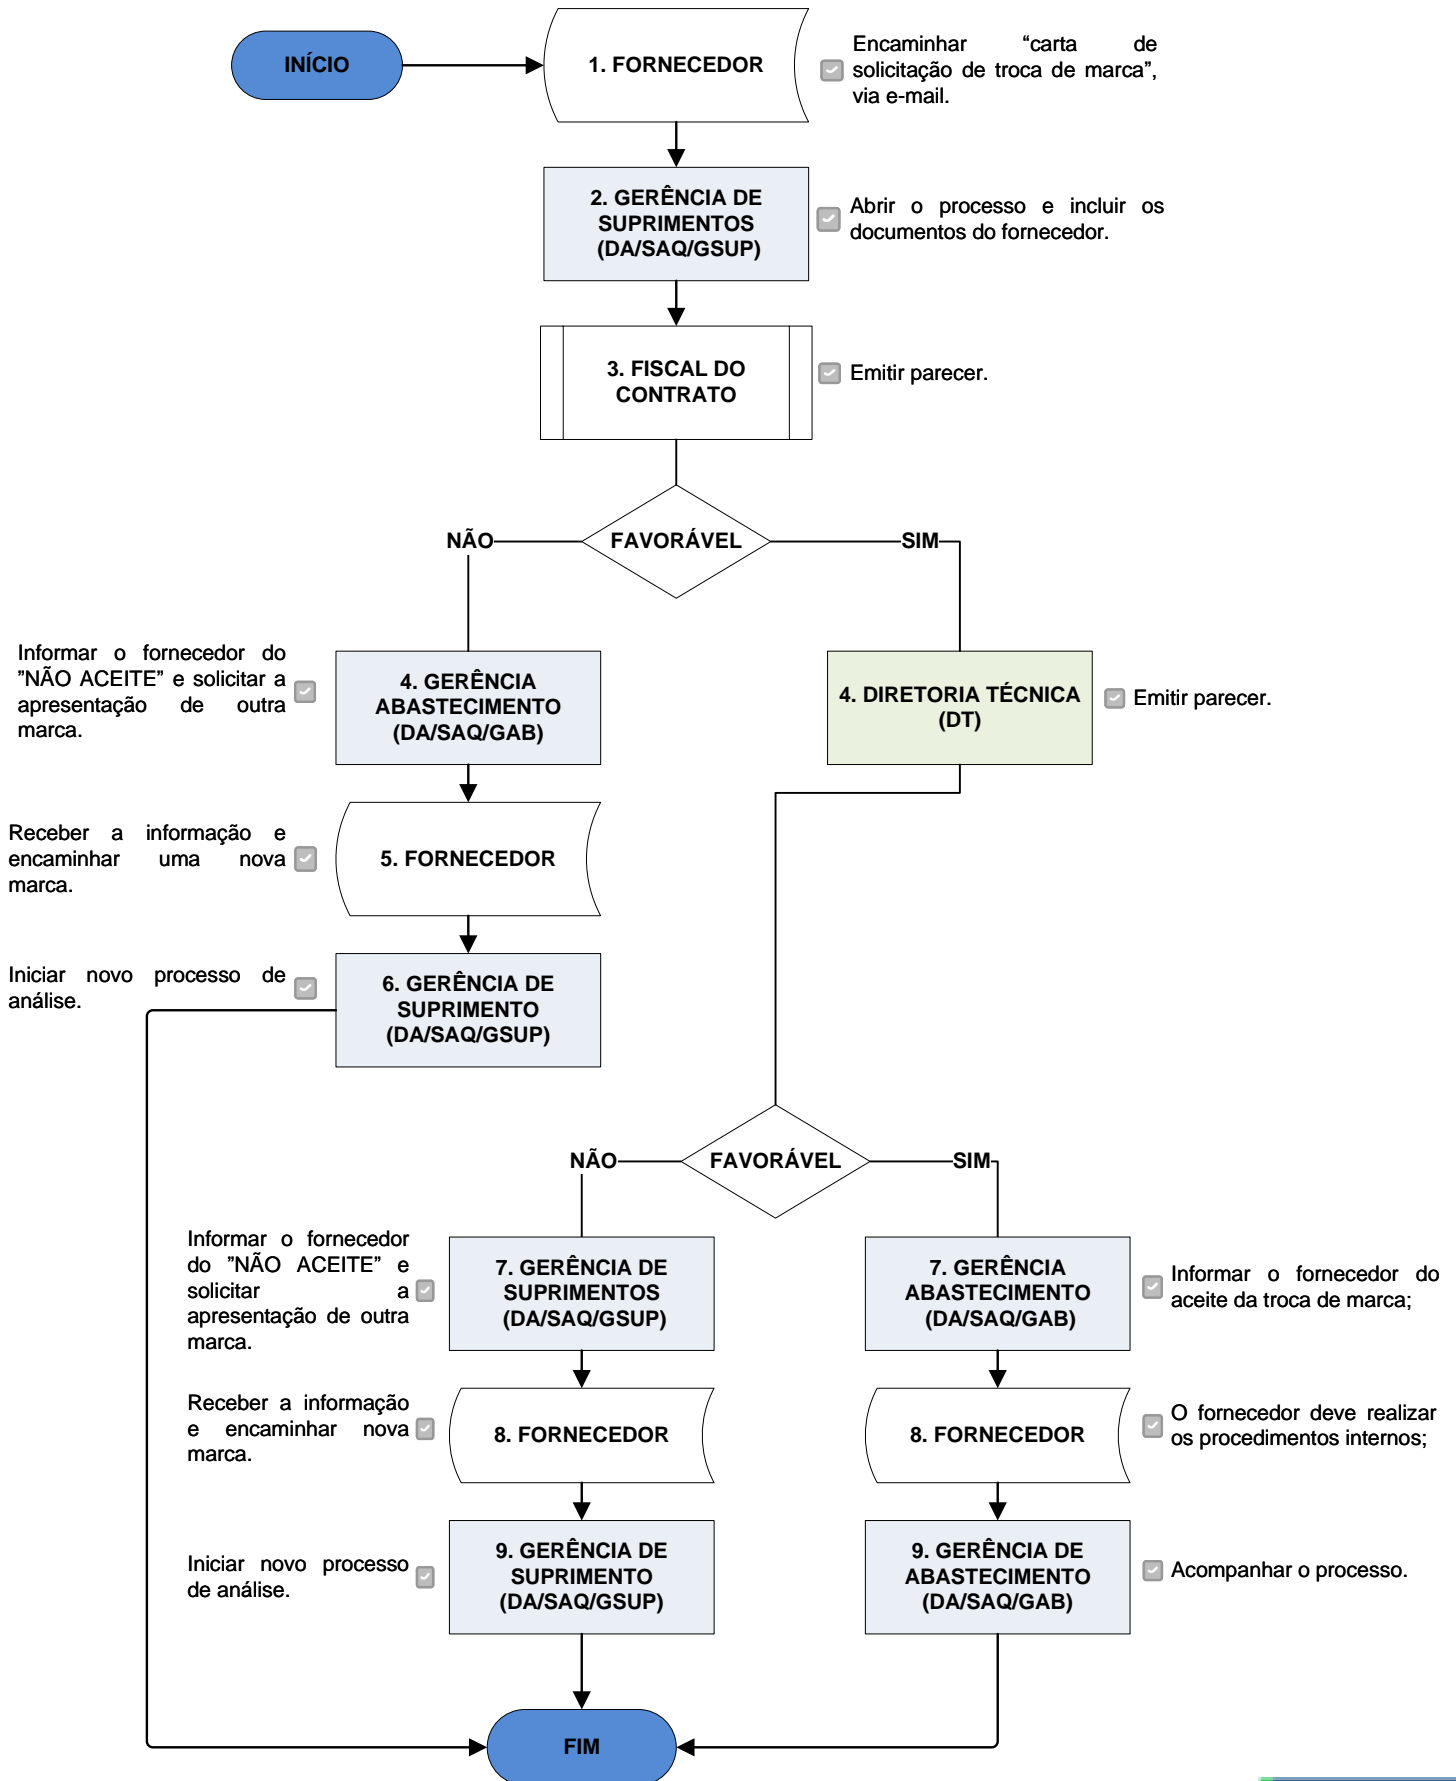 INÍCIO
1. FORNECEDOR
Encaminhar “carta de
solicitação de troca de marca”,
via e-mail.
2. GERÊNCIA DE
SUPRIMENTOS
(DA/SAQ/GSUP)
Abrir o processo e incluir os
documentos do fornecedor.
3. FISCAL DO
CONTRATO
Emitir parecer.
NÃO
FAVORÁVEL
SIM
Informar o fornecedor do
”NÃO ACEITE” e solicitar a
apresentação de outra
marca.
4. GERÊNCIA
ABASTECIMENTO
(DA/SAQ/GAB)
4. DIRETORIA TÉCNICA
(DT)
Emitir parecer.
Receber a informação e
encaminhar uma nova
marca.
5. FORNECEDOR
Iniciar novo processo de
análise.
6. GERÊNCIA DE
SUPRIMENTO
(DA/SAQ/GSUP)
NÃO
FAVORÁVEL
SIM
Informar o fornecedor
do ”NÃO ACEITE” e
solicitar a
apresentação de outra
marca.
7. GERÊNCIA DE
SUPRIMENTOS
(DA/SAQ/GSUP)
7. GERÊNCIA
ABASTECIMENTO
(DA/SAQ/GAB)
Informar o fornecedor do
aceite da troca de marca;
Receber a informação
e encaminhar nova
marca.
8. FORNECEDOR
8. FORNECEDOR
O fornecedor deve realizar
os procedimentos internos;
Iniciar novo processo
de análise.
9. GERÊNCIA DE
SUPRIMENTO
(DA/SAQ/GSUP)
9. GERÊNCIA DE
ABASTECIMENTO
(DA/SAQ/GAB)
Acompanhar o processo.
FIM